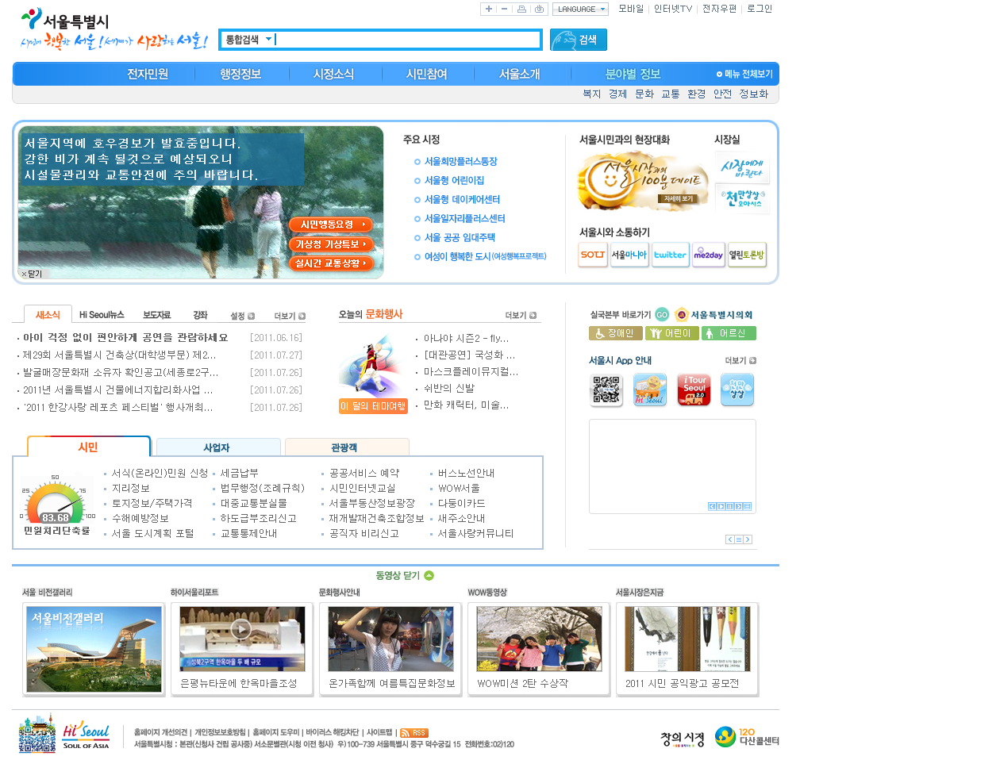 서울특별시
시민이 행복한 서울! 세계가 사랑하는 서울!
LANGUAGE
모바일 인터넷TV 전자우편 로그인
통합검색
검색
전자민원 행정정보 시정소식 시민참여 서울소개 분야별 정보 메뉴 전체보기
복지 경제 문화 교통 환경 안전 정보화
서울지역에 호우경보가 발효중입니다.
강한 비가 계속 될것으로 예상되오니
시설물관리와 교통안전에 주의 바랍니다.
시민행동요령
기상청 기상특보
실시간 교통상황
×닫기
주요 시정
서울희망플러스통장
서울형 어린이집
서울형 데이케어센터
서울일자리플러스센터
서울 공공 임대주택
여성이 행복한 도시(여성행복프로젝트)
서울시민과의 현장대화
서울시장과의
100분 데이트
자세히 보기
시장실
시장에게
바란다
천만상상
오아시스
서울시와 소통하기
SOTT 서울마니아 twitter me2day 열린토론방
새소식 Hi Seoul뉴스 보도자료 강좌 설정 더보기
아이 걱정 없이 편안하게 공연을 관람하세요 [2011.06.16]
제29회 서울특별시 건축상(대학생부문) 제2... [2011.07.27]
발굴매장문화재 소유자 확인공고(세종로2구... [2011.07.26]
2011년 서울특별시 건물에너지합리화사업 ... [2011.07.26]
'2011 한강사랑 레포츠 페스티벌' 행사개최... [2011.07.26]
오늘의 문화행사 더보기
아나야 시즌2 - fly...
[대관공연] 국성화 ...
마스크플레이뮤지컬...
쉬반의 신발
만화 캐릭터, 미술...
이 달의 테마여행
실국본부 바로가기 GO 서울특별시의회
장애인 어린이 어르신
서울시 App 안내 더보기
Hi Seoul
iTour
Seoul
2.0
천만상상
시민 사업자 관광객
50
25 75
0 100
83.68
민원처리단축률
서식(온라인)민원 신청 세금납부 공공서비스 예약 버스노선안내
지리정보 법무행정(조례규칙) 시민인터넷교실 WOW서울
토지정보/주택가격 대중교통분실물 서울부동산정보광장 다둥이카드
수해예방정보 하도급부조리신고 재개발재건축조합정보 새주소안내
서울 도시계획 포털 교통통제안내 공직자 비리신고 서울사랑커뮤니티
동영상 닫기
서울 비전갤러리 하이서울리포트 문화행사안내 WOW동영상 서울시장은지금
서울비전갤러리
성북2구역 한옥마을 두 배 규모
은평뉴타운에 한옥마을조성 온가족함께 여름특집문화정보 WOW미션 2탄 수상작 2011 시민 공익광고 공모전
Hi Seoul
SOUL OF ASIA
홈페이지 개선의견 | 개인정보보호방침 | 홈페이지 도우미 | 바이러스 해킹차단 | 사이트맵 | RSS
서울특별시청 : 본관(신청사 건립 공사중) 서소문별관(시청 이전 청사) 우)100-739 서울특별시 중구 덕수궁길 15 전화번호:02)120
창의 시정
120
다산콜센터